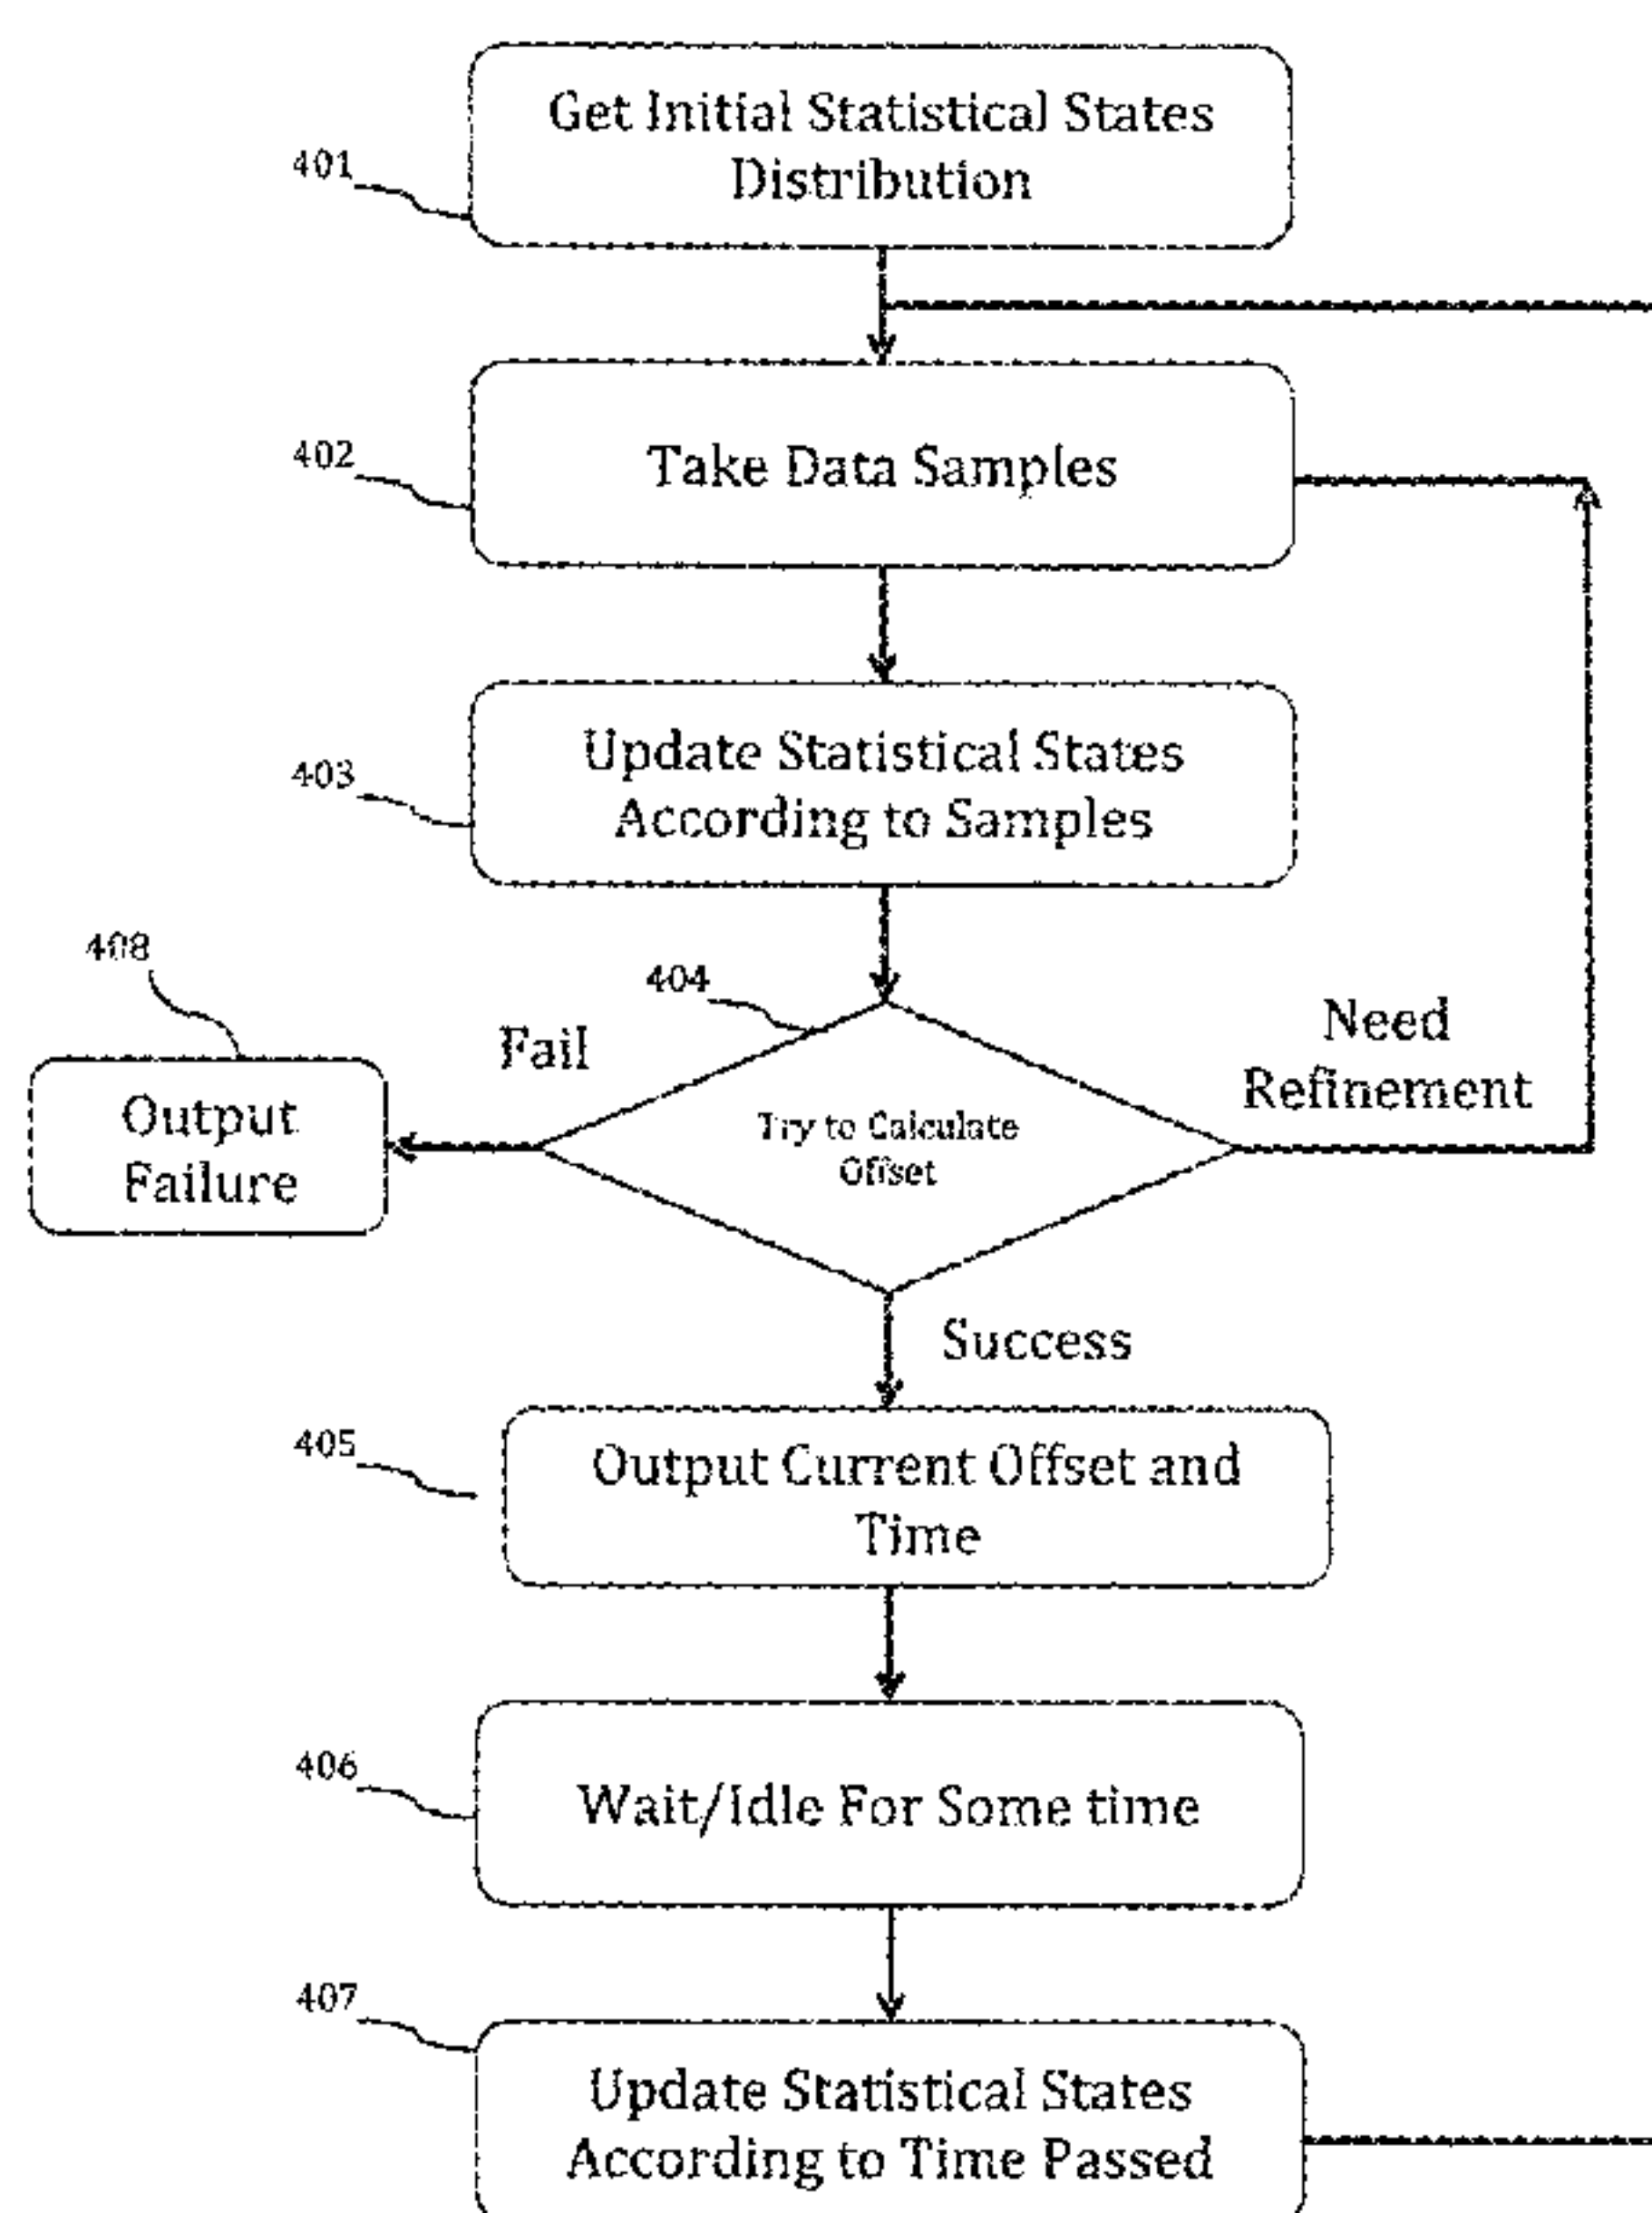 Get Initial Statistical States
Distribution
401
402
Take Data Samples
403
Update Statistical States
According to Samples
408
404
Fail
Need
Refinement
Output
Failure
Try to Calculate
Offset
Success
405
Output Current Offset and
Time
406
Wait/Idle For Some time
407
Update Statistical States
According to Time Passed